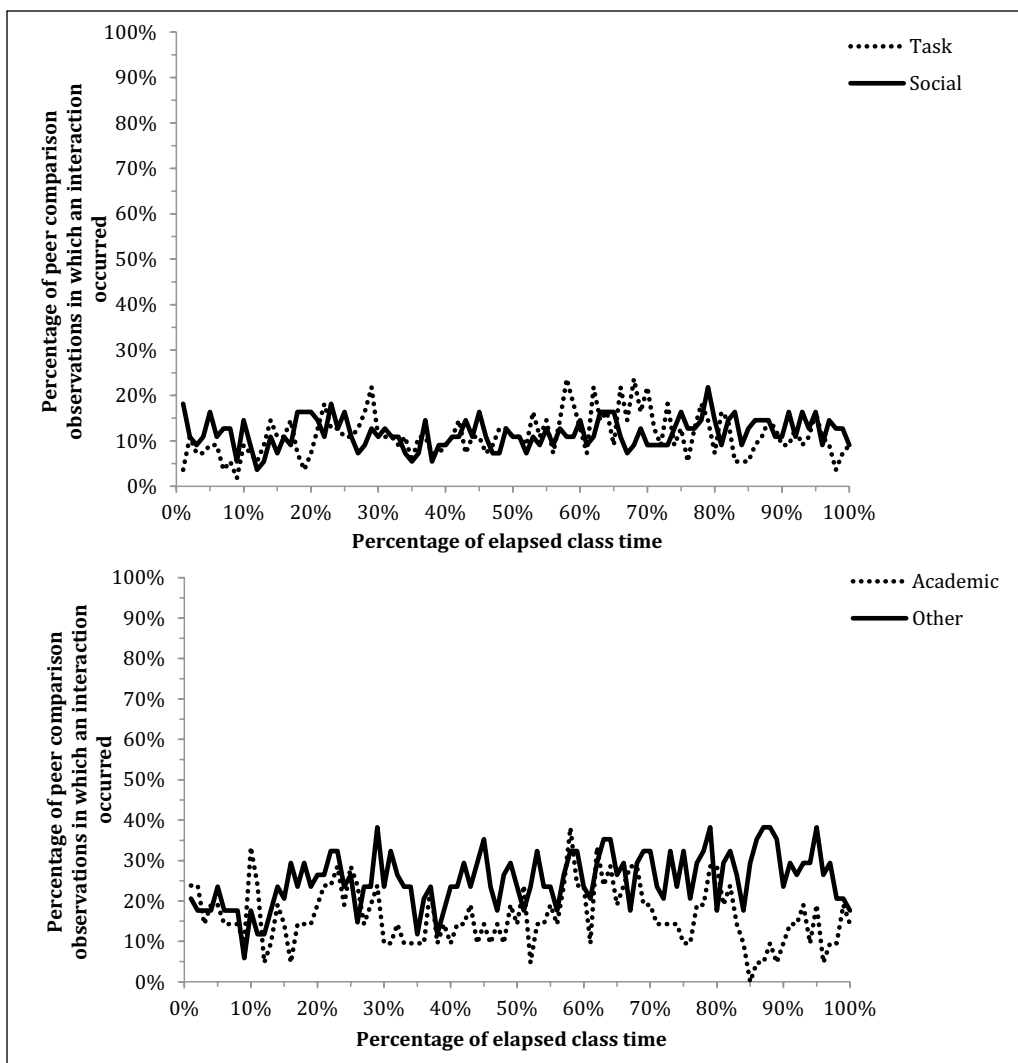 100%
90%
80%
70%
60%
50%
40%
30%
20%
10%
0%
Percentage of peer comparison
observations in which an interaction
occurred
Task
Social
0% 10% 20% 30% 40% 50% 60% 70% 80% 90% 100%
Percentage of elapsed class time
100%
90%
80%
70%
60%
50%
40%
30%
20%
10%
0%
Percentage of peer comparison
observations in which an interaction
occurred
Academic
Other
0% 10% 20% 30% 40% 50% 60% 70% 80% 90% 100%
Percentage of elapsed class time